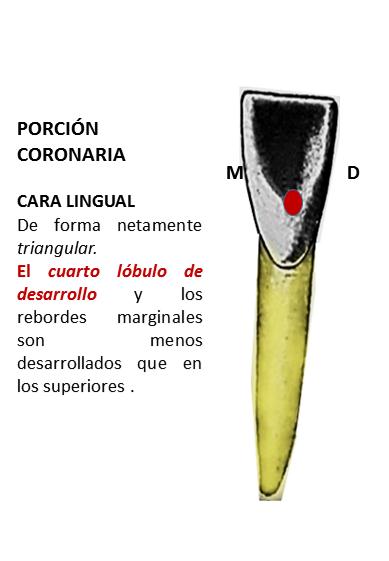 PORCIÓN
CORONARIA
M D
CARA LINGUAL
De forma netamente
triangular.
El cuarto lóbulo de
desarrollo y los
rebordes marginales
son menos
desarrollados que en
los superiores .